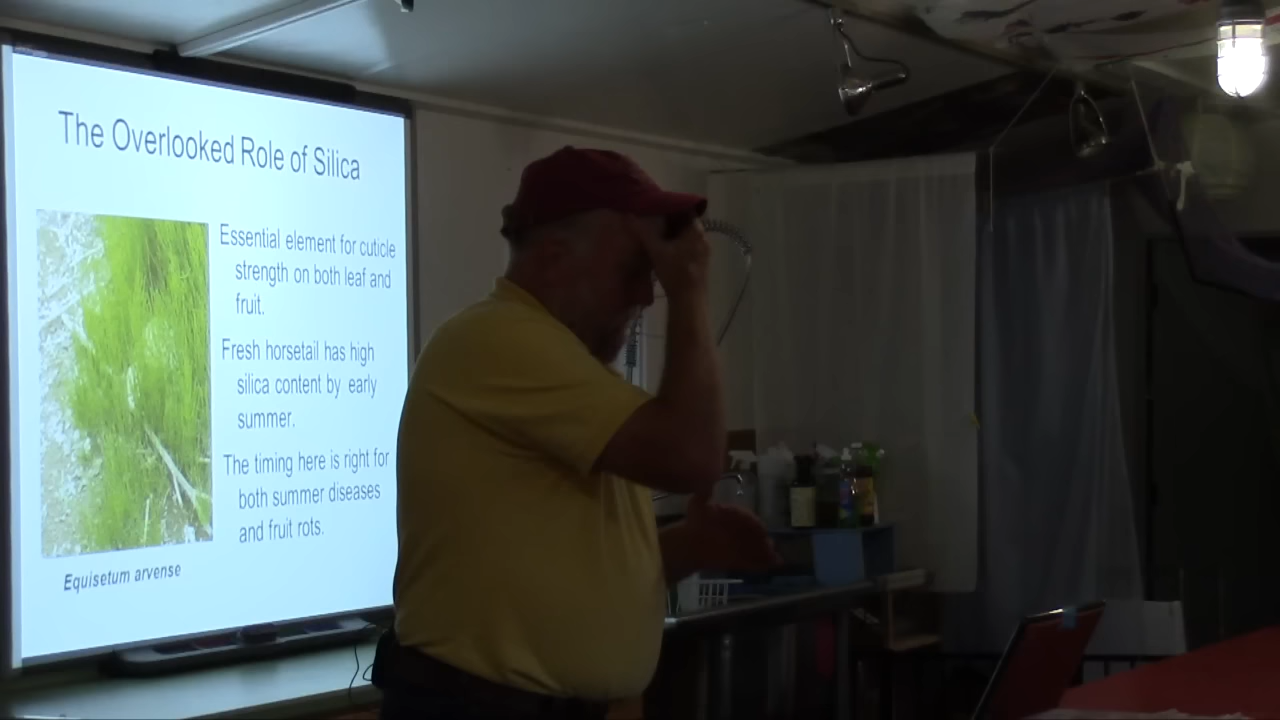 The Overlooked Role of Silica
Essential element for cuticle
strength on both leaf and
fruit.
Fresh horsetail has high
silica content by early
summer.
The timing here is right for
both summer diseases
and fruit rots.
Equisetum arvense